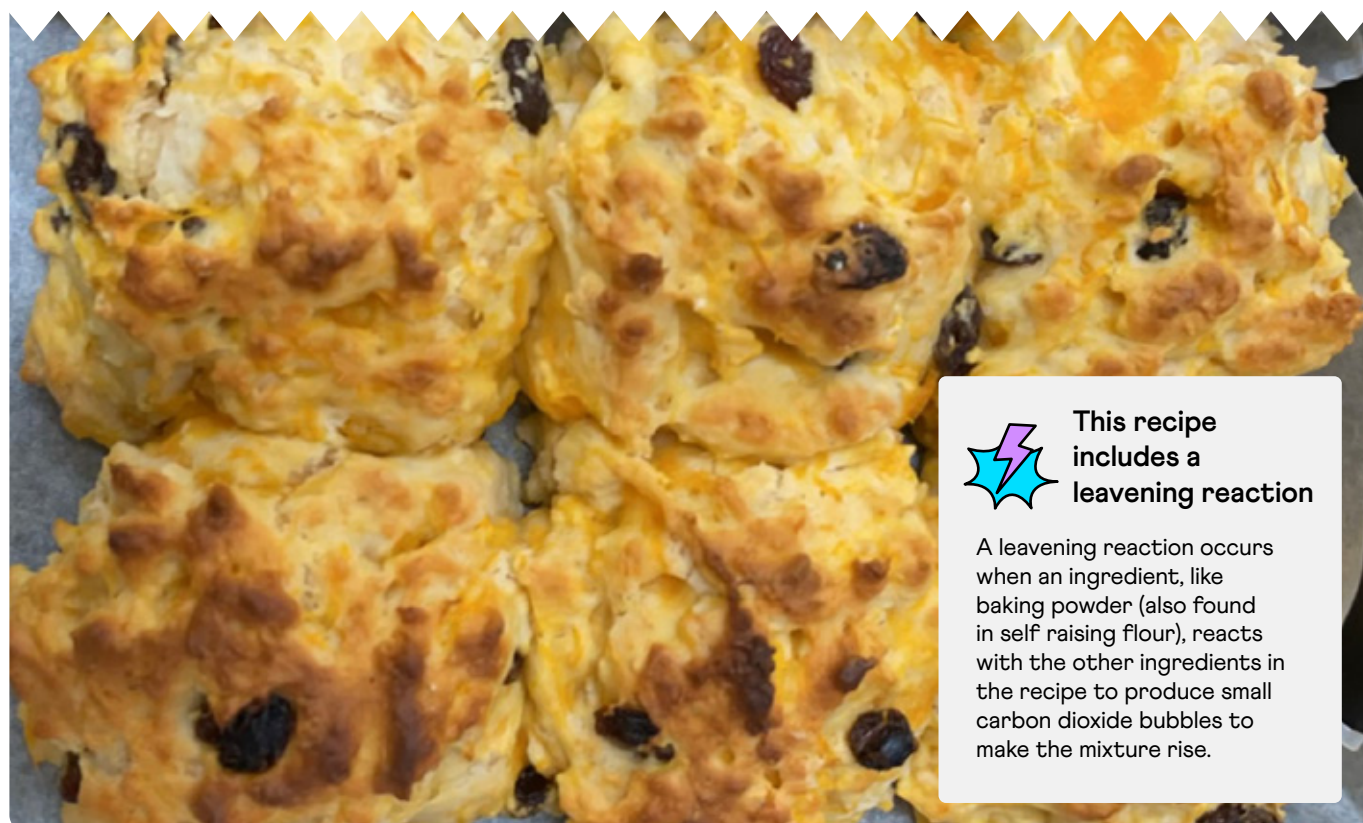 This recipe
includes a
leavening reaction
A leavening reaction occurs
when an ingredient, like
baking powder (also found
in self raising flour), reacts
with the other ingredients in
the recipe to produce small
carbon dioxide bubbles to
make the mixture rise.